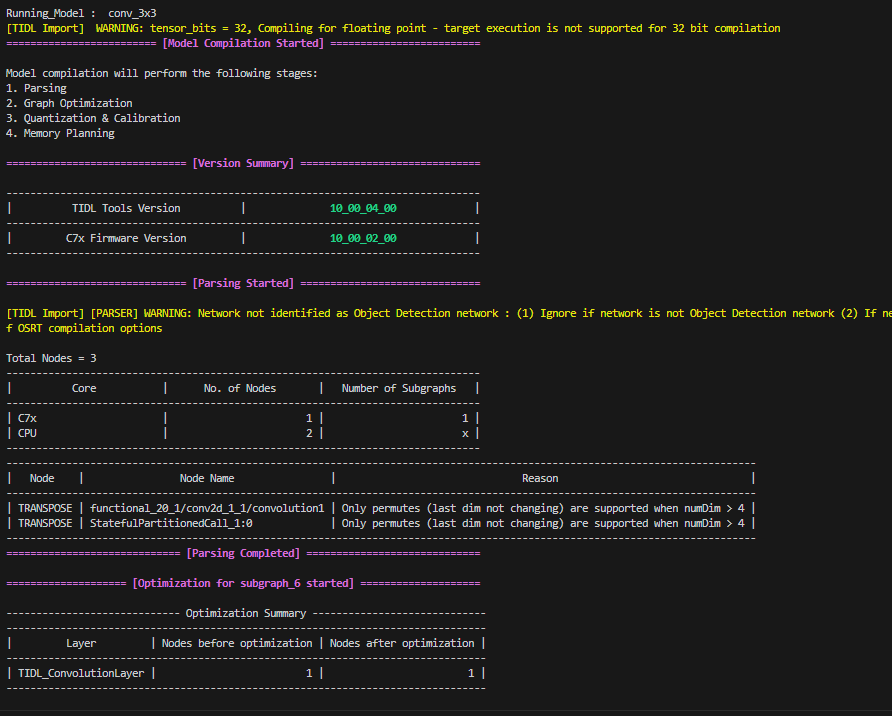 Running_Model :  conv_3x3
[TIDL Import]  WARNING: tensor_bits = 32, Compiling for floating point - target execution is not supported for 32 bit compilation
========================= [Model Compilation Started] =========================
Model compilation will perform the following stages:
1. Parsing
2. Graph Optimization
3. Quantization & Calibration
4. Memory Planning
============================== [Version Summary] ==============================
-------------------------------------------------------------------------------
|          TIDL Tools Version          |              10_00_04_00             |
-------------------------------------------------------------------------------
|         C7x Firmware Version         |              10_00_02_00             |
-------------------------------------------------------------------------------
============================== [Parsing Started] ==============================
[TIDL Import] [PARSER] WARNING: Network not identified as Object Detection network : (1) Ignore if network is not Object Detection network (2) If ne
f OSRT compilation options
Total Nodes = 3
-------------------------------------------------------------------------------
|          Core           |      No. of Nodes       |   Number of Subgraphs   |
-------------------------------------------------------------------------------
| C7x                     |                       1 |                       1 |
| CPU                     |                       2 |                       x |
-------------------------------------------------------------------------------
-----------------------------------------------------------------------------------------------------------------------------
|   Node    |                Node Name                |                               Reason                                |
-----------------------------------------------------------------------------------------------------------------------------
| TRANSPOSE | functional_20_1/conv2d_1_1/convolution1 | Only permutes (last dim not changing) are supported when numDim > 4 |
| TRANSPOSE | StatefulPartitionedCall_1:0             | Only permutes (last dim not changing) are supported when numDim > 4 |
-----------------------------------------------------------------------------------------------------------------------------
============================= [Parsing Completed] =============================
==================== [Optimization for subgraph_6 started] ====================
----------------------------- Optimization Summary -----------------------------
--------------------------------------------------------------------------------
|         Layer         | Nodes before optimization | Nodes after optimization |
--------------------------------------------------------------------------------
| TIDL_ConvolutionLayer |                         1 |                        1 |
--------------------------------------------------------------------------------